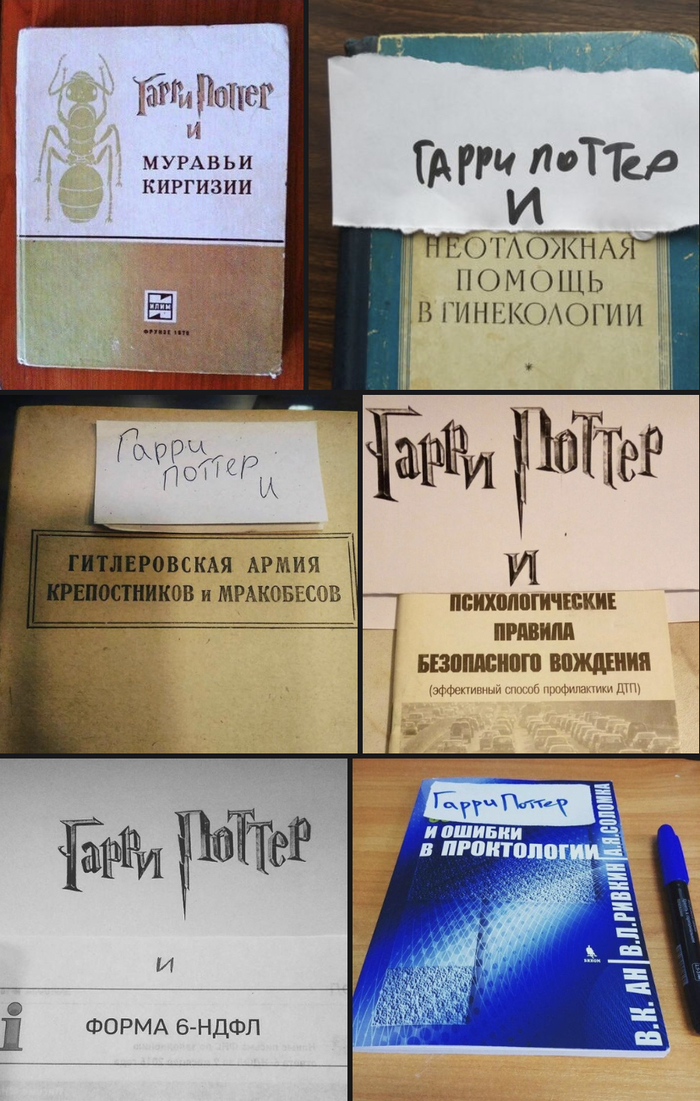 Гарри Поттер
и
МУРАВЬИ
КИРГИЗИИ
ИЛИМ
ФРУНЗЕ 1979
ГАРРИ ПОТТЕР
И
НЕОТЛОЖНАЯ
ПОМОЩЬ
В ГИНЕКОЛОГИИ
Гарри
Поттер
и
ГИТЛЕРОВСКАЯ АРМИЯ
КРЕПОСТНИКОВ и МРАКОБЕСОВ
Гарри Поттер
И
ПСИХОЛОГИЧЕСКИЕ
ПРАВИЛА
БЕЗОПАСНОГО ВОЖДЕНИЯ
(эффективный способ профилактики ДТП)
Гарри Поттер
и
ФОРМА 6-НДФЛ
Гарри Поттер
И ОШИБКИ
В ПРОКТОЛОГИИ
В.К. АН | В.Л.РИВКИН | А.Я.СОЛОМКА
БИНОМ